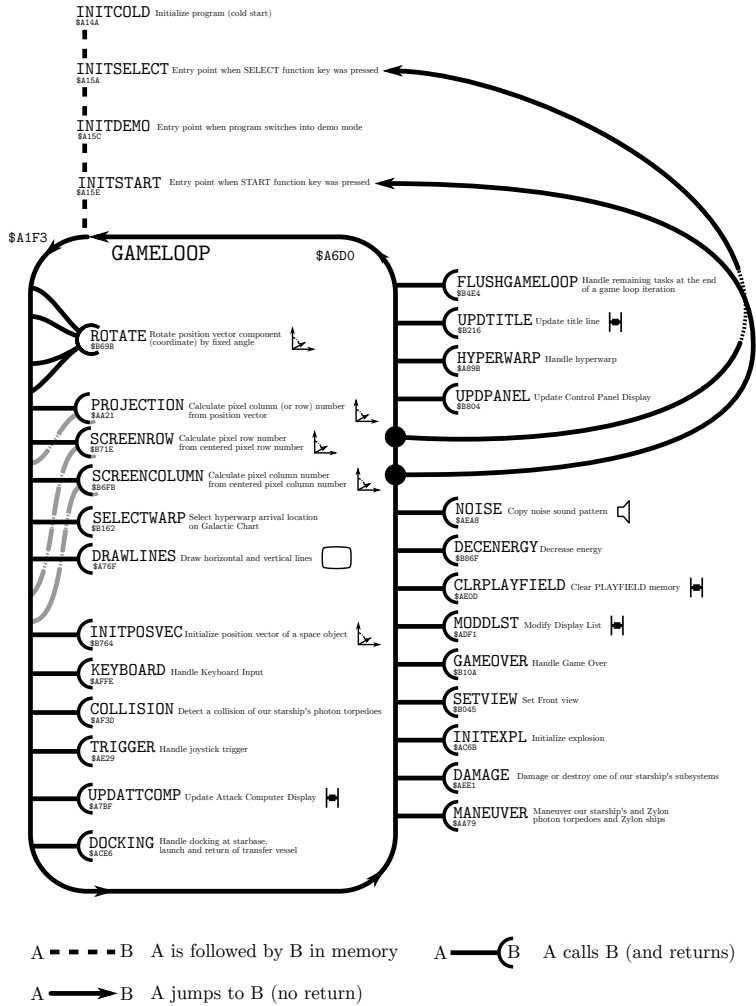 INITCOLD Initialize program (cold start)
$A14A
INITSELECT Entry point when SELECT function key was pressed
$A15A
INITDEMO Entry point when program switches into demo mode
$A15C
INITSTART Entry point when START function key was pressed
$A15E
$A1F3
GAMELOOP
$A6D0
ROTATE Rotate position vector component
(coordinate) by fixed angle
$B69B
PROJECTION Calculate pixel column (or row) number
from position vector
$AA21
SCREENROW Calculate pixel row number
from centered pixel row number
$B71E
SCREENCOLUMN Calculate pixel column number
from centered pixel column number
$B6FB
SELECTWARP Select hyperwarp arrival location
on Galactic Chart
$B162
DRAWLINES Draw horizontal and vertical lines
$A76F
INITPOSVEC Initialize position vector of a space object
$B764
KEYBOARD Handle Keyboard Input
$AFFE
COLLISION Detect a collision of our starship's photon torpedoes
$AF3D
TRIGGER Handle joystick trigger
$AE29
UPDATTCOMP Update Attack Computer Display
$A7BF
DOCKING Handle docking at starbase,
launch and return of transfer vessel
$ACE6
FLUSHGAMELOOP Handle remaining tasks at the end
of a game loop iteration
$B4E4
UPDTITLE Update title line
$B216
HYPERWARP Handle hyperwarp
$A89B
UPDPANEL Update Control Panel Display
$B804
NOISE Copy noise sound pattern
$AEA8
DECENERGY Decrease energy
$B86F
CLRPLAYFIELD Clear PLAYFIELD memory
$AE0D
MODDLST Modify Display List
$ADF1
GAMEOVER Handle Game Over
$B10A
SETVIEW Set Front view
$B045
INITEXPL Initialize explosion
$AC6B
DAMAGE Damage or destroy one of our starship's subsystems
$AEE1
MANEUVER Maneuver our starship's and Zylon
photon torpedoes and Zylon ships
$AA79
A B A is followed by B in memory
A B A calls B (and returns)
A B A jumps to B (no return)